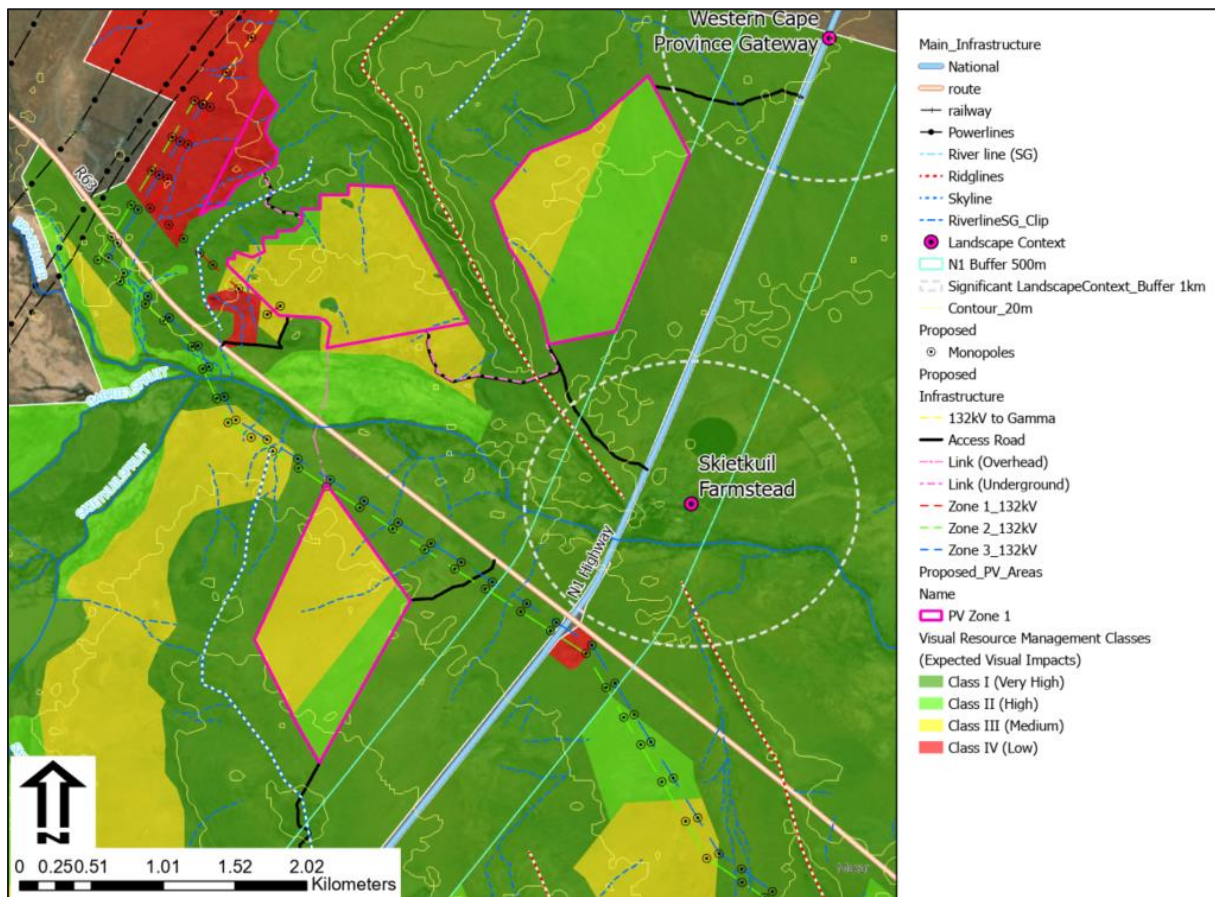 Western Cape
Province Gateway
R63
Skietkuil
Farmstead
N1 Highway
N
0 0.25 0.51 1.01 1.52 2.02
Kilometers
Main_Infrastructure
National
route
railway
Powerlines
River line (SG)
Ridglines
Skyline
RiverlineSG_Clip
Landscape Context
N1 Buffer 500m
Significant LandscapeContext_Buffer 1km
Contour_20m
Proposed
Monopoles
Proposed
Infrastructure
132kV to Gamma
Access Road
Link (Overhead)
Link (Underground)
Zone 1_132kV
Zone 2_132kV
Zone 3_132kV
Proposed_PV_Areas
Name
PV Zone 1
Visual Resource Management Classes
(Expected Visual Impacts)
Class I (Very High)
Class II (High)
Class III (Medium)
Class IV (Low)